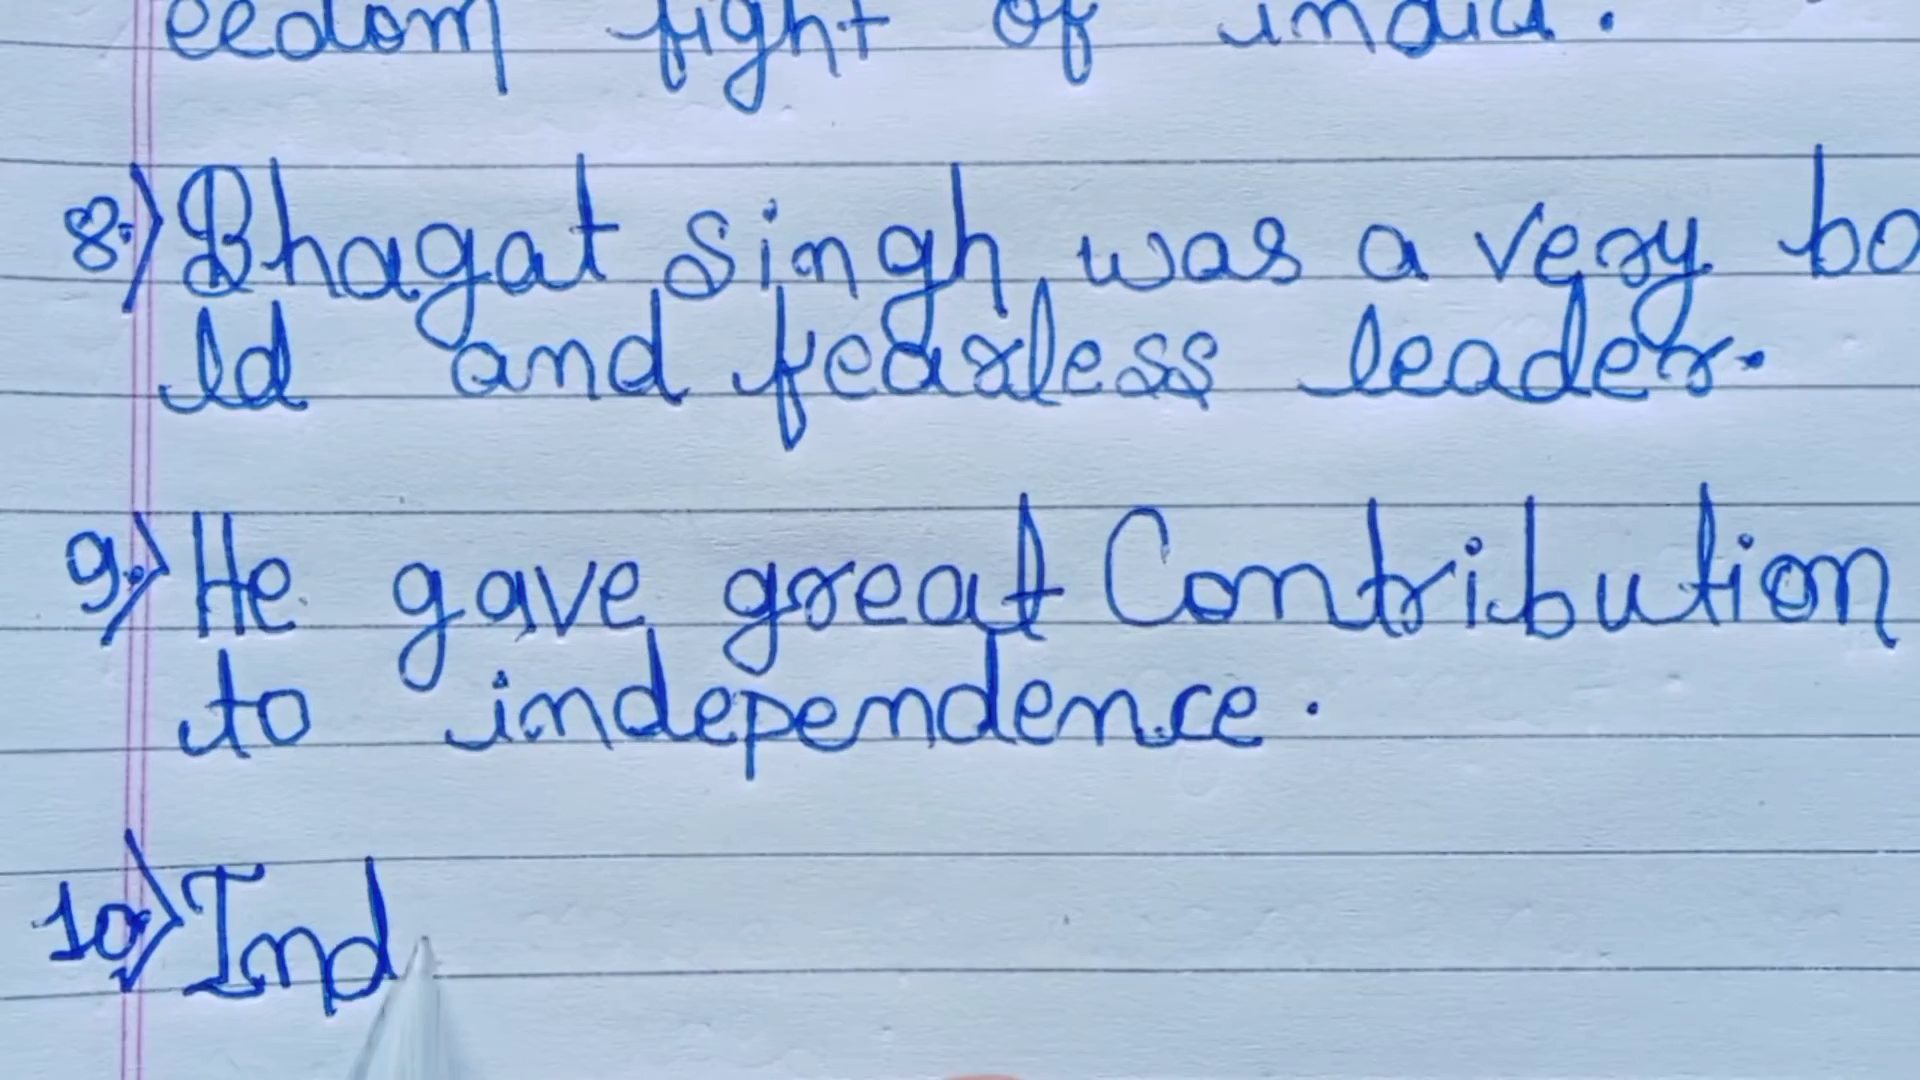 eedom fight of india.
8.) Bhagat singh was a very bo
ld and fearless leader.
9.) He gave great Contribution
to independence.
10.) Ind